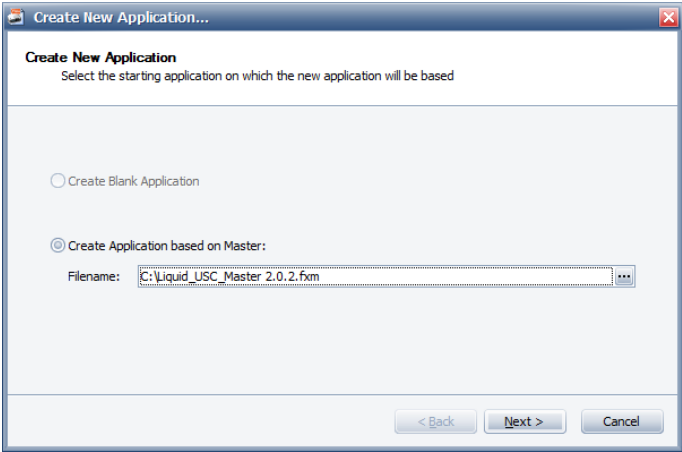 Create New Application...
Create New Application
Select the starting application on which the new application will be based
Create Blank Application
Create Application based on Master:
Filename: C:\Liquid_USC_Master 2.0.2.fxm ...
< Back Next > Cancel